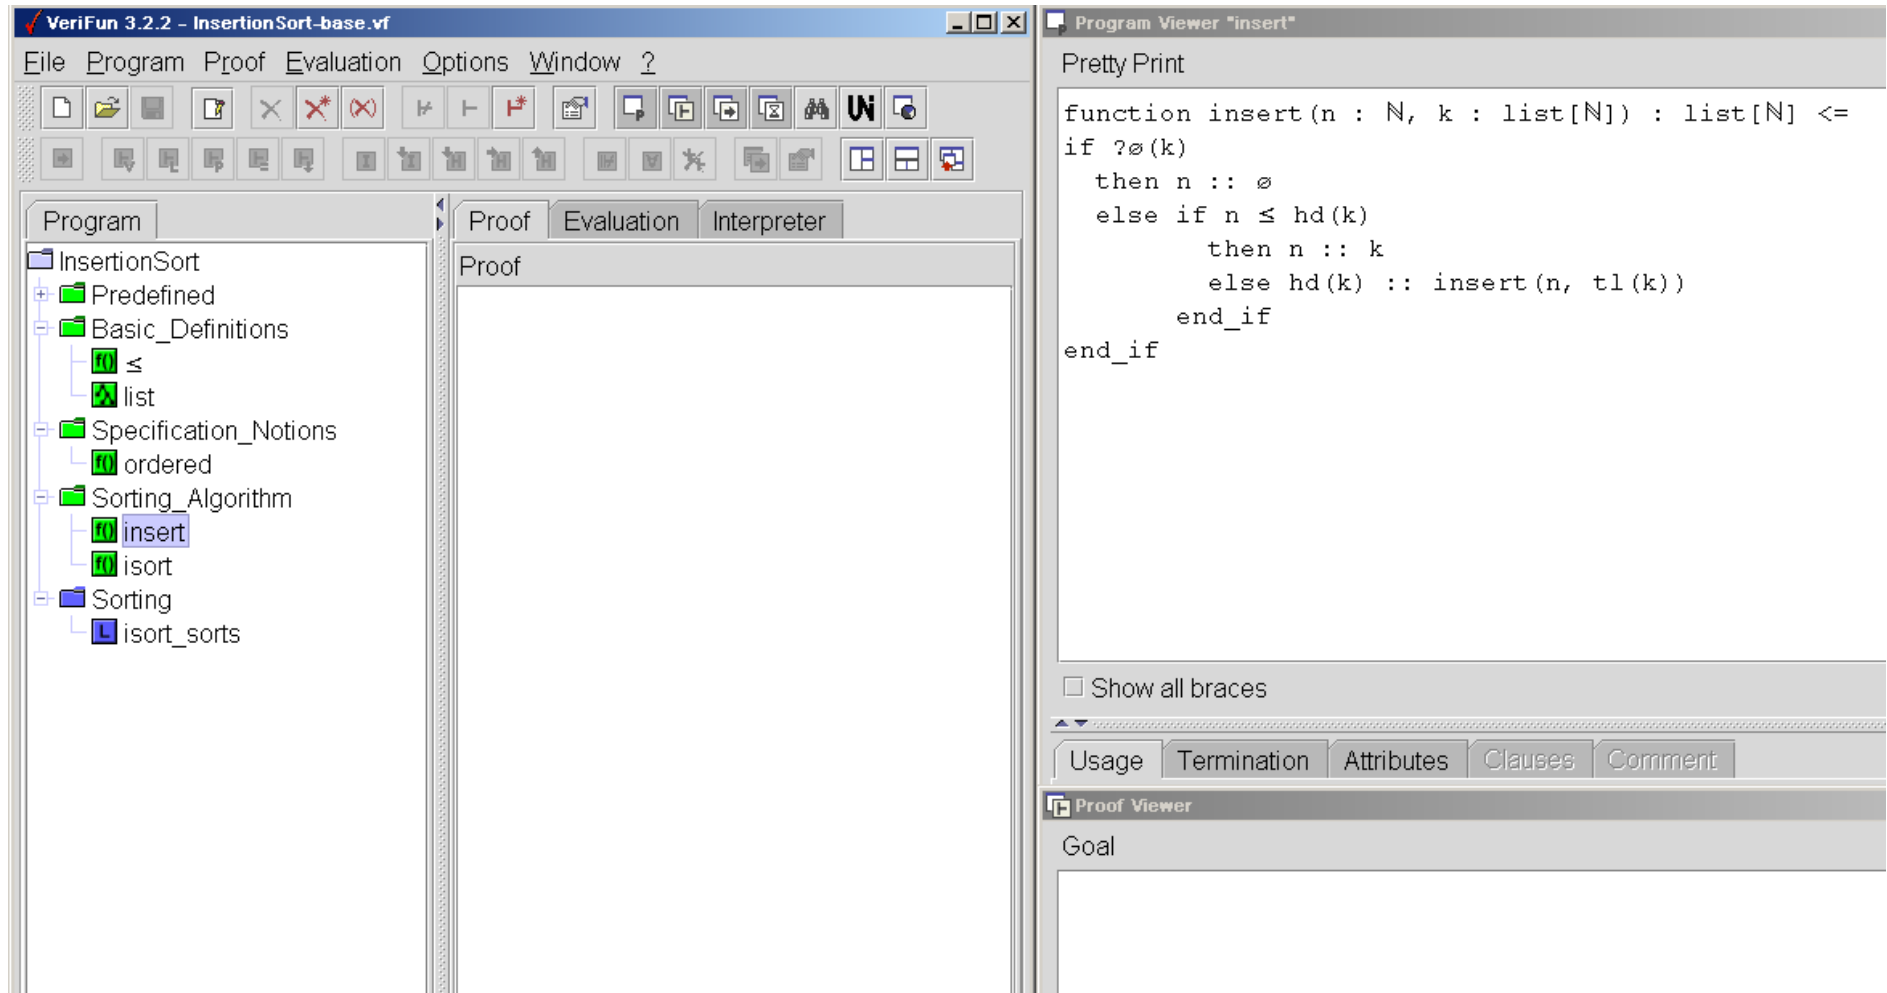 VeriFun 3.2.2 - InsertionSort-base.vf
File Program Proof Evaluation Options Window ?
Program
InsertionSort
Predefined
Basic_Definitions
f() ≤
list
Specification_Notions
f() ordered
Sorting_Algorithm
f() insert
f() isort
Sorting
L isort_sorts
Proof Evaluation Interpreter
Proof
Program Viewer "insert"
Pretty Print
function insert(n : ℕ, k : list[ℕ]) : list[ℕ] <=
if ?ø(k)
then n :: ø
else if n ≤ hd(k)
then n :: k
else hd(k) :: insert(n, tl(k))
end_if
end_if
Show all braces
Usage Termination Attributes Clauses Comment
Proof Viewer
Goal